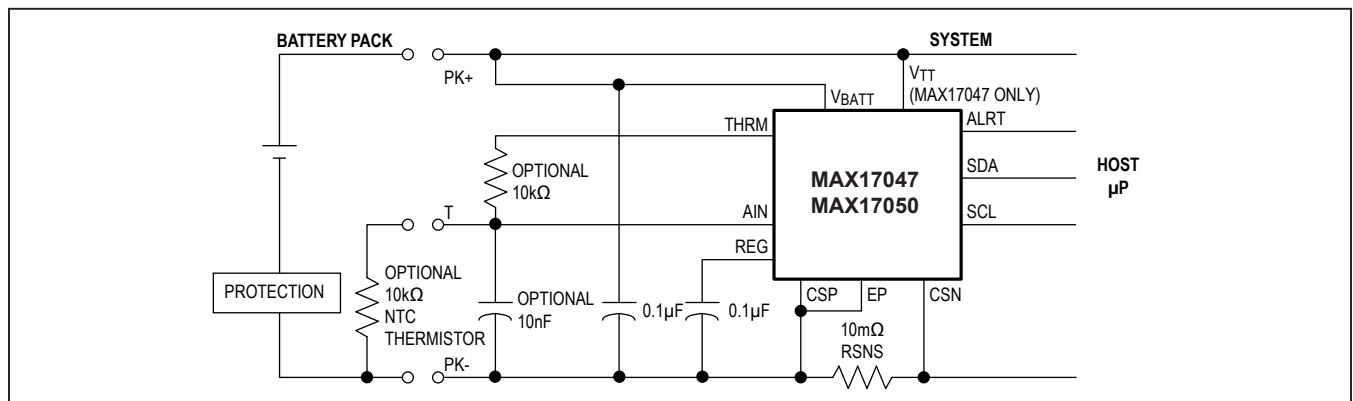 BATTERY PACK
SYSTEM
PK+
VTT
(MAX17047 ONLY)
VBATT
THRM
ALRT
OPTIONAL
10kΩ
MAX17047
MAX17050
SDA
HOST
µP
T
AIN
SCL
REG
PROTECTION
OPTIONAL
10kΩ
NTC
THERMISTOR
OPTIONAL
10nF
0.1µF
0.1µF
CSP
EP
CSN
10mΩ
RSNS
PK-